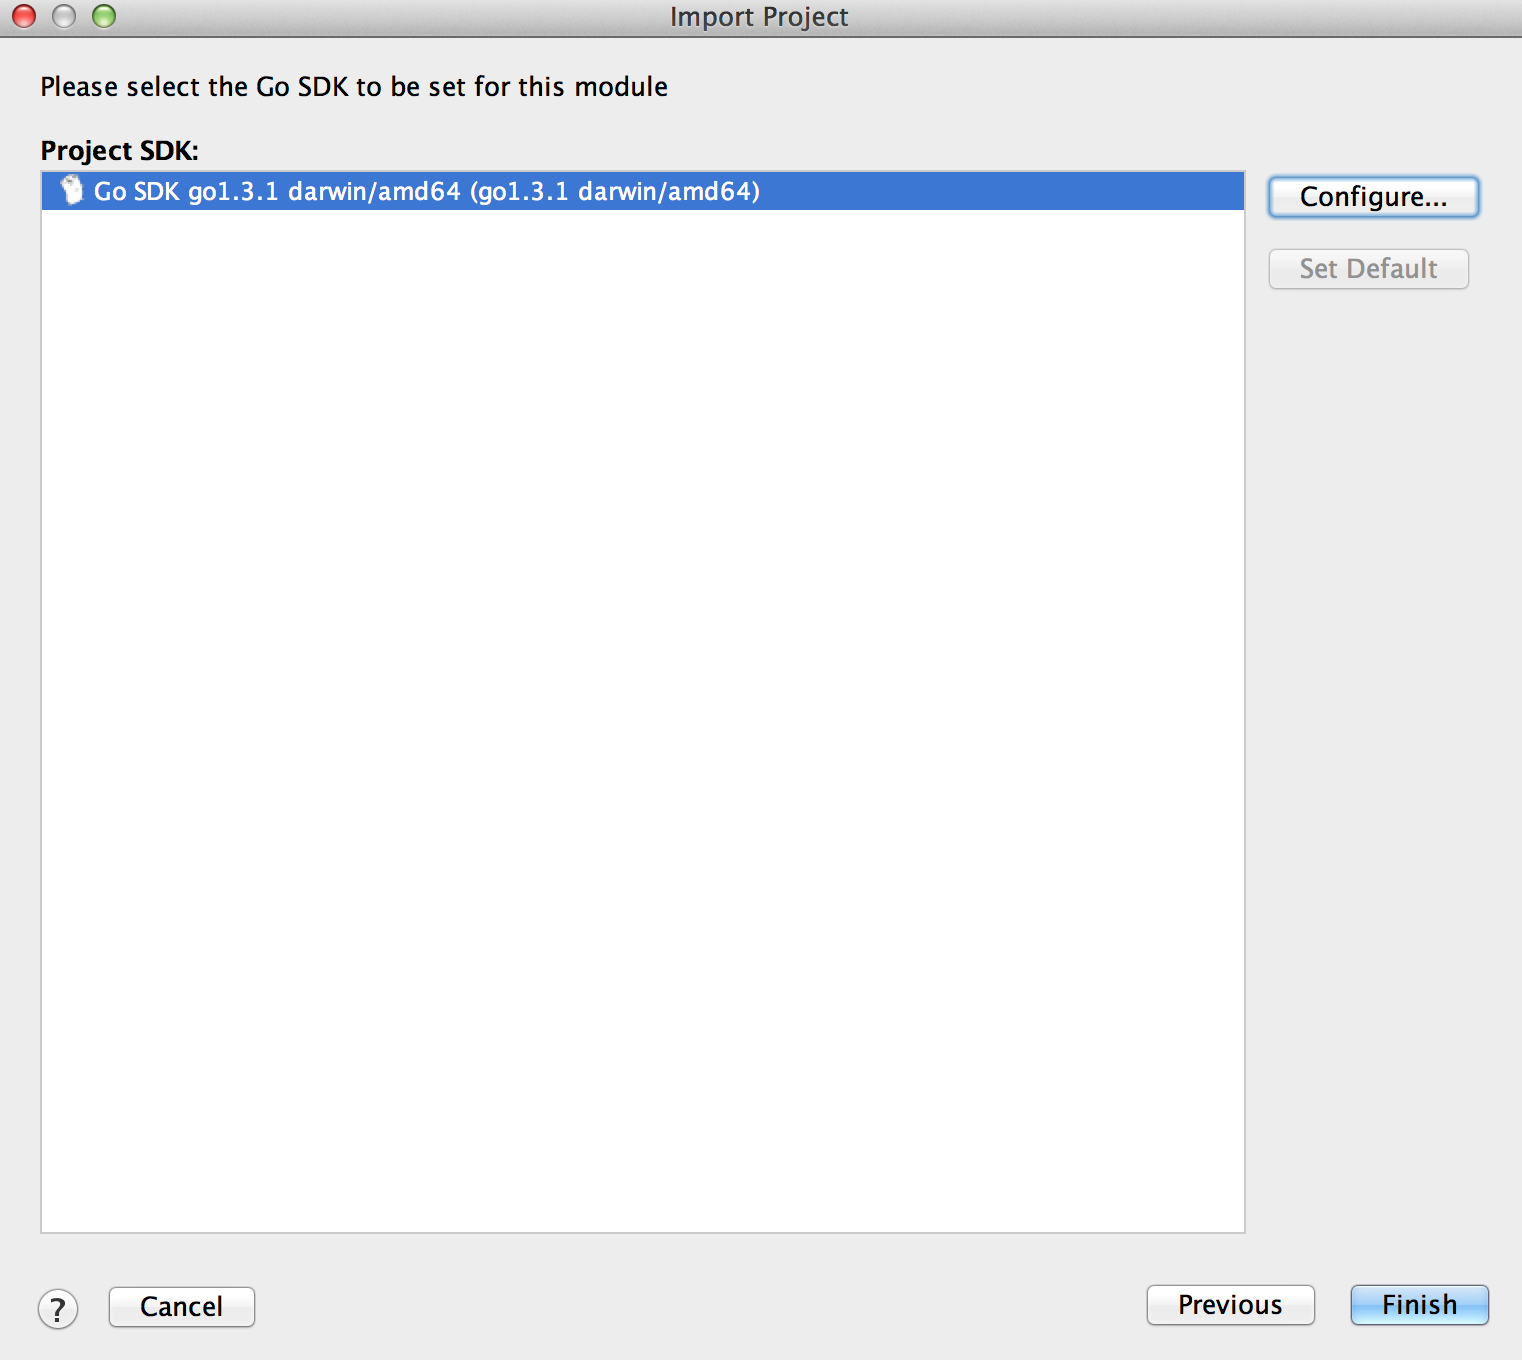 Import Project
Please select the Go SDK to be set for this module
Project SDK:
Go SDK go1.3.1 darwin/amd64 (go1.3.1 darwin/amd64)
Configure...
Set Default
?
Cancel
Previous
Finish